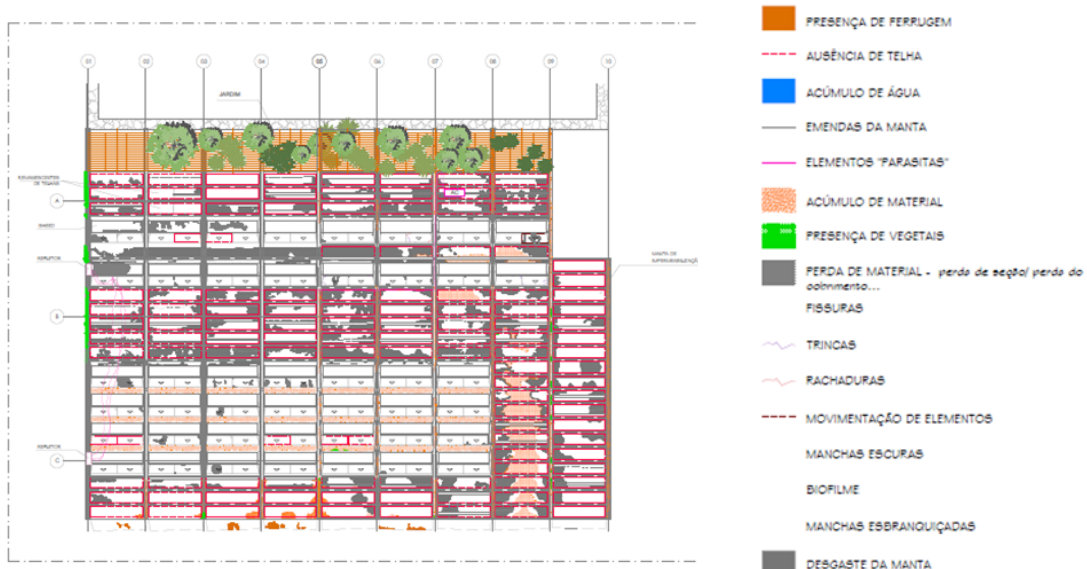 01 02 03 04 05 06 07 08 09 10
JARDIM
A
AC
B
C
PRESENÇA DE FERRUGEM
AUSÊNCIA DE TELHA
ACÚMULO DE ÁGUA
EMENDAS DA MANTA
ELEMENTOS "PARASITAS"
ACÚMULO DE MATERIAL
PRESENÇA DE VEGETAIS
PERDA DE MATERIAL - perda de seção/ perda do
cobrimento...
FISSURAS
TRINCAS
RACHADURAS
MOVIMENTAÇÃO DE ELEMENTOS
MANCHAS ESCURAS
BIOFILME
MANCHAS ESBRANQUIÇADAS
DESGASTE DA MANTA